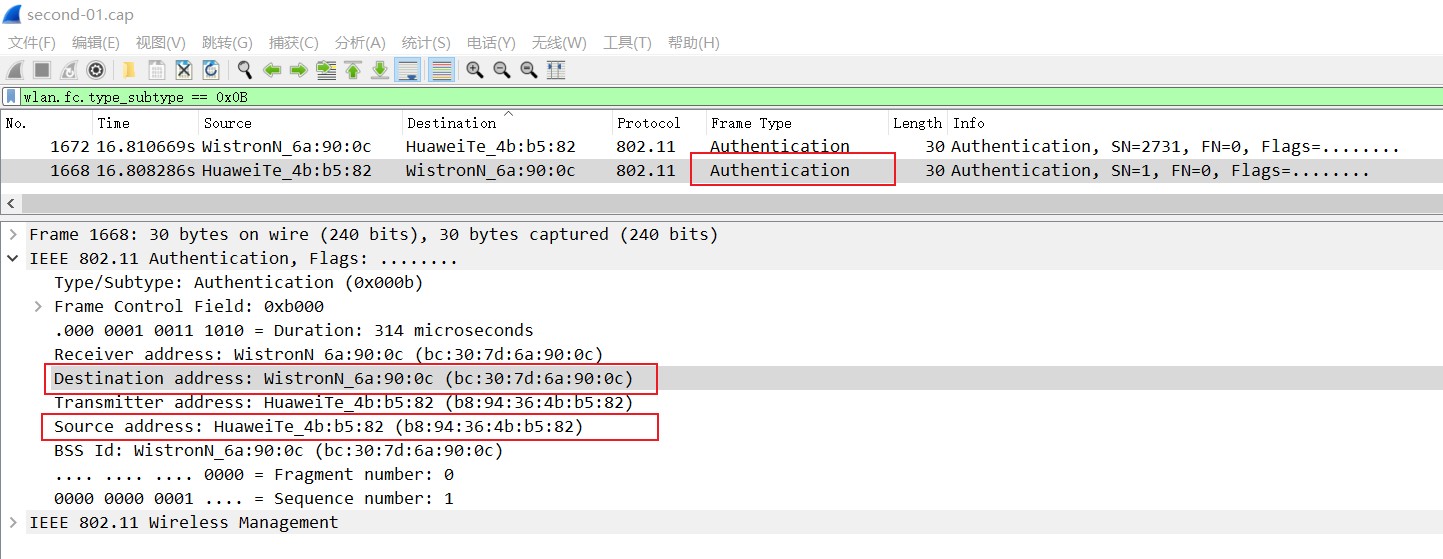 second-01.cap
文件(F) 编辑(E) 视图(V) 跳转(G) 捕获(C) 分析(A) 统计(S) 电话(Y) 无线(W) 工具(T) 帮助(H)
wlan.fc.type_subtype == 0x0B
No. Time Source Destination Protocol Frame Type Length Info
1672 16.810669s WistronN_6a:90:0c HuaweiTe_4b:b5:82 802.11 Authentication 30 Authentication, SN=2731, FN=0, Flags=........
1668 16.808286s HuaweiTe_4b:b5:82 WistronN_6a:90:0c 802.11 Authentication 30 Authentication, SN=1, FN=0, Flags=........
Frame 1668: 30 bytes on wire (240 bits), 30 bytes captured (240 bits)
IEEE 802.11 Authentication, Flags: ........
Type/Subtype: Authentication (0x000b)
Frame Control Field: 0xb000
.000 0001 0011 1010 = Duration: 314 microseconds
Receiver address: WistronN_6a:90:0c (bc:30:7d:6a:90:0c)
Destination address: WistronN_6a:90:0c (bc:30:7d:6a:90:0c)
Transmitter address: HuaweiTe_4b:b5:82 (b8:94:36:4b:b5:82)
Source address: HuaweiTe_4b:b5:82 (b8:94:36:4b:b5:82)
BSS Id: WistronN_6a:90:0c (bc:30:7d:6a:90:0c)
.... .... .... 0000 = Fragment number: 0
0000 0000 0001 .... = Sequence number: 1
IEEE 802.11 Wireless Management